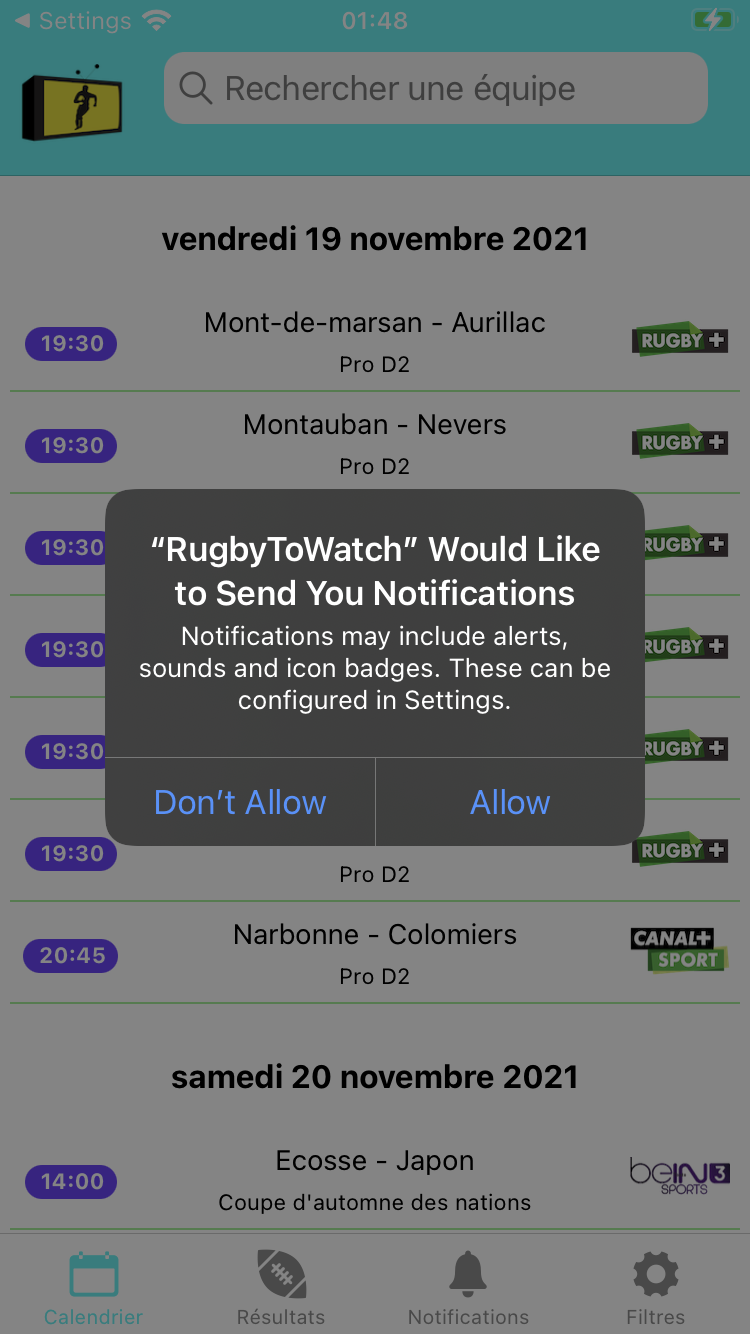 Settings
01:48
Rechercher une équipe
vendredi 19 novembre 2021
19:30
Mont-de-marsan - Aurillac
Pro D2
RUGBY+
19:30
Montauban - Nevers
Pro D2
RUGBY+
19:30
RUGBY+
19:30
RUGBY+
19:30
RUGBY+
“RugbyToWatch” Would Like
to Send You Notifications
Notifications may include alerts,
sounds and icon badges. These can be
configured in Settings.
Don’t Allow
Allow
19:30
Pro D2
RUGBY+
20:45
Narbonne - Colomiers
Pro D2
CANAL+
SPORT
samedi 20 novembre 2021
14:00
Ecosse - Japon
Coupe d'automne des nations
beIN 3
SPORTS
Calendrier
Résultats
Notifications
Filtres